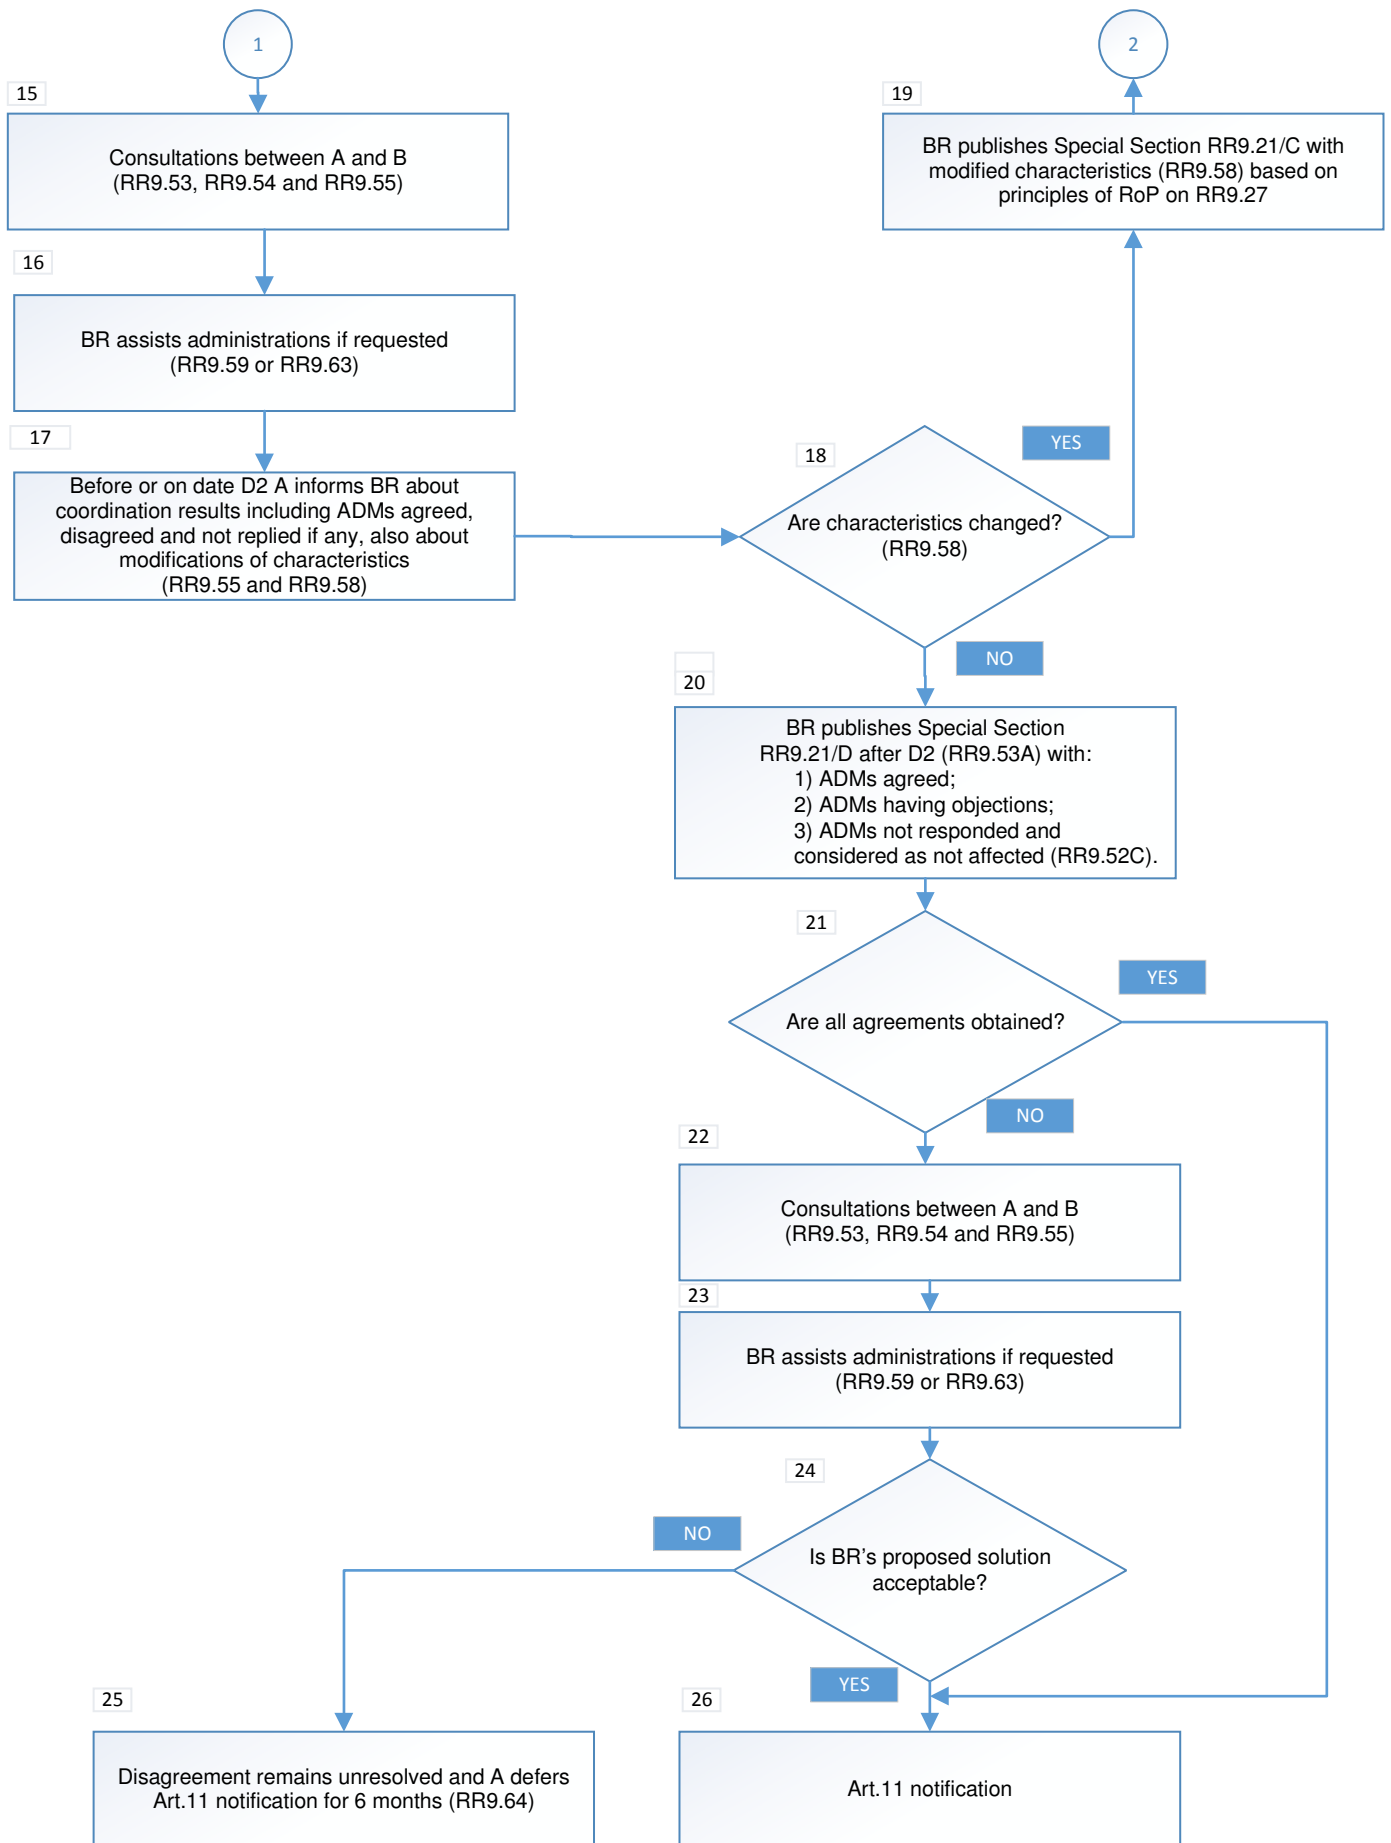 1
2
15
Consultations between A and B
(RR9.53, RR9.54 and RR9.55)
19
BR publishes Special Section RR9.21/C with
modified characteristics (RR9.58) based on
principles of RoP on RR9.27
16
BR assists administrations if requested
(RR9.59 or RR9.63)
17
Before or on date D2 A informs BR about
coordination results including ADMs agreed,
disagreed and not replied if any, also about
modifications of characteristics
(RR9.55 and RR9.58)
18
Are characteristics changed?
(RR9.58)
YES
NO
20
BR publishes Special Section
RR9.21/D after D2 (RR9.53A) with:
1) ADMs agreed;
2) ADMs having objections;
3) ADMs not responded and
considered as not affected (RR9.52C).
21
Are all agreements obtained?
YES
NO
22
Consultations between A and B
(RR9.53, RR9.54 and RR9.55)
23
BR assists administrations if requested
(RR9.59 or RR9.63)
24
Is BR’s proposed solution
acceptable?
NO
YES
25
Disagreement remains unresolved and A defers
Art.11 notification for 6 months (RR9.64)
26
Art.11 notification